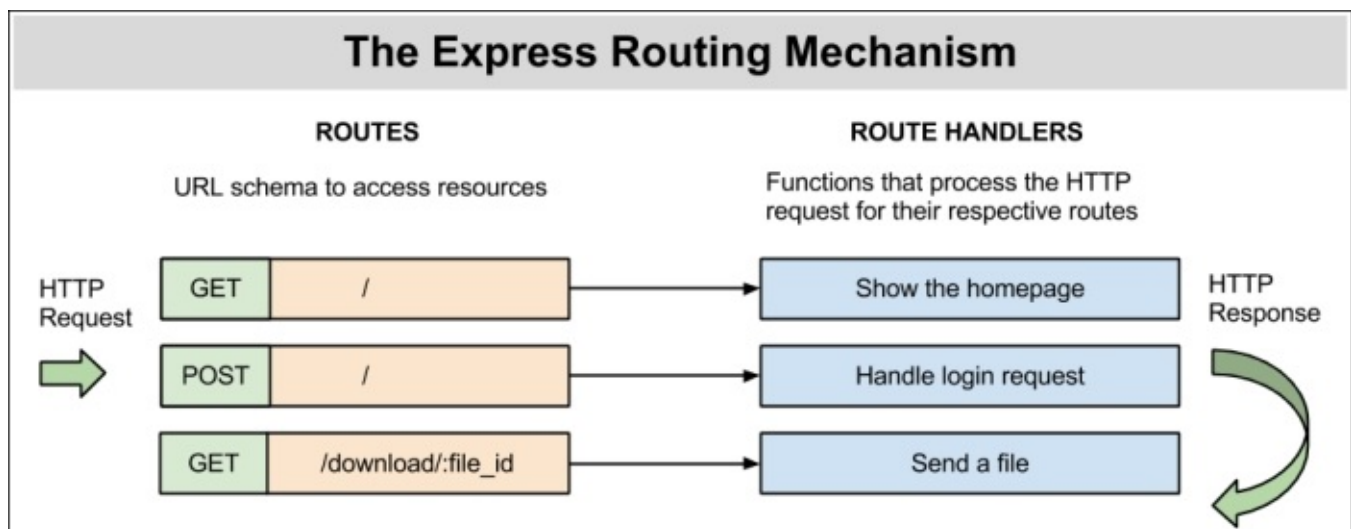 The Express Routing Mechanism
ROUTES
URL schema to access resources
ROUTE HANDLERS
Functions that process the HTTP
request for their respective routes
HTTP
Request
GET /
Show the homepage
POST /
Handle login request
GET /download/:file_id
Send a file
HTTP
Response